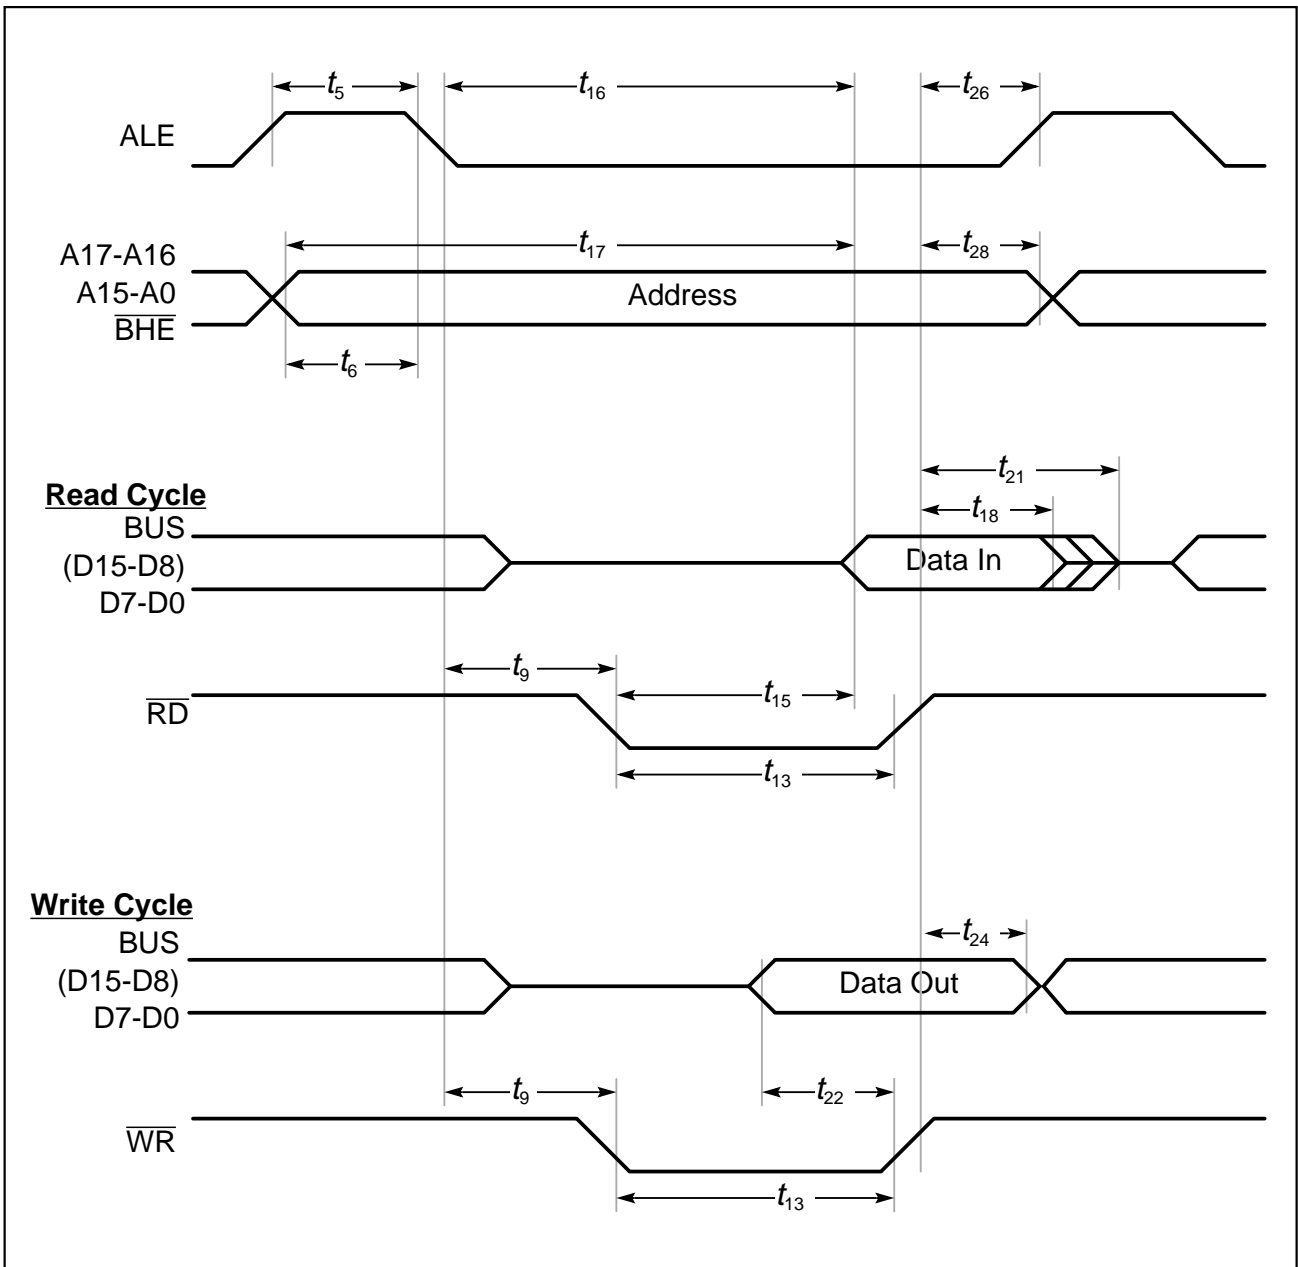 t5 t16 t26
ALE
t17 t28
A17-A16
A15-A0 Address
BHE
t6
t21
Read Cycle t18
BUS
(D15-D8) Data In
D7-D0
t9
RD t15
t13
Write Cycle
BUS t24
(D15-D8) Data Out
D7-D0
t9 t22
WR
t13